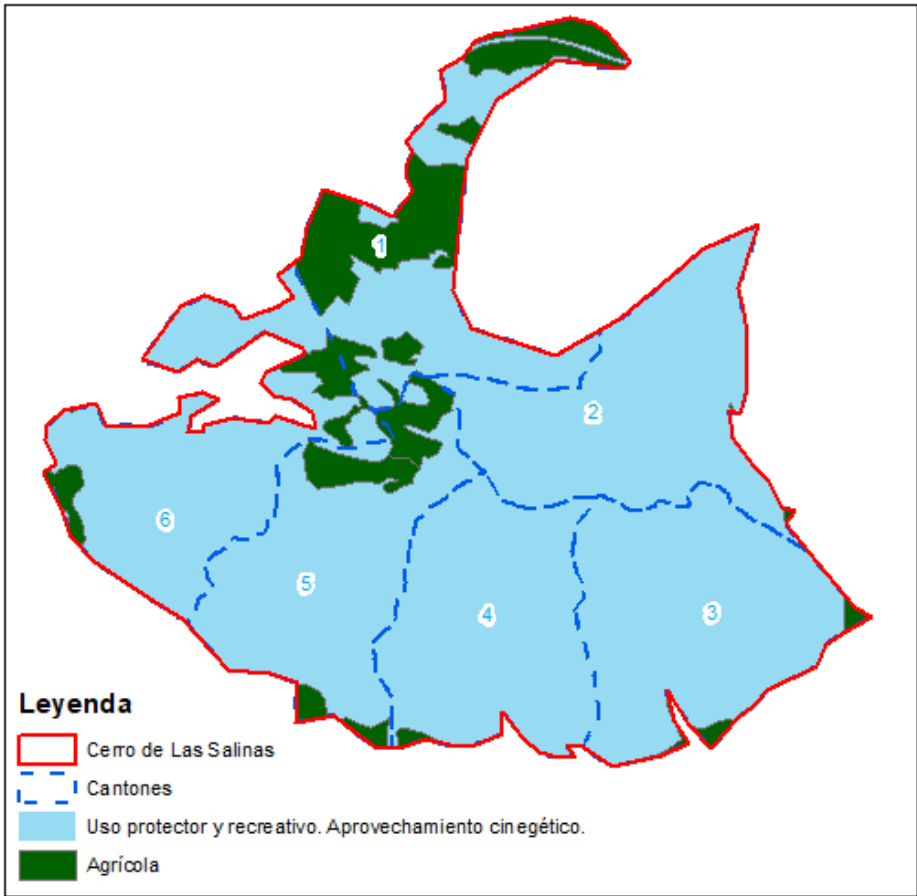 1
2
6
5
4
3
Leyenda
Cerro de Las Salinas
Cantones
Uso protector y recreativo. Aprovechamiento cinegético.
Agrícola